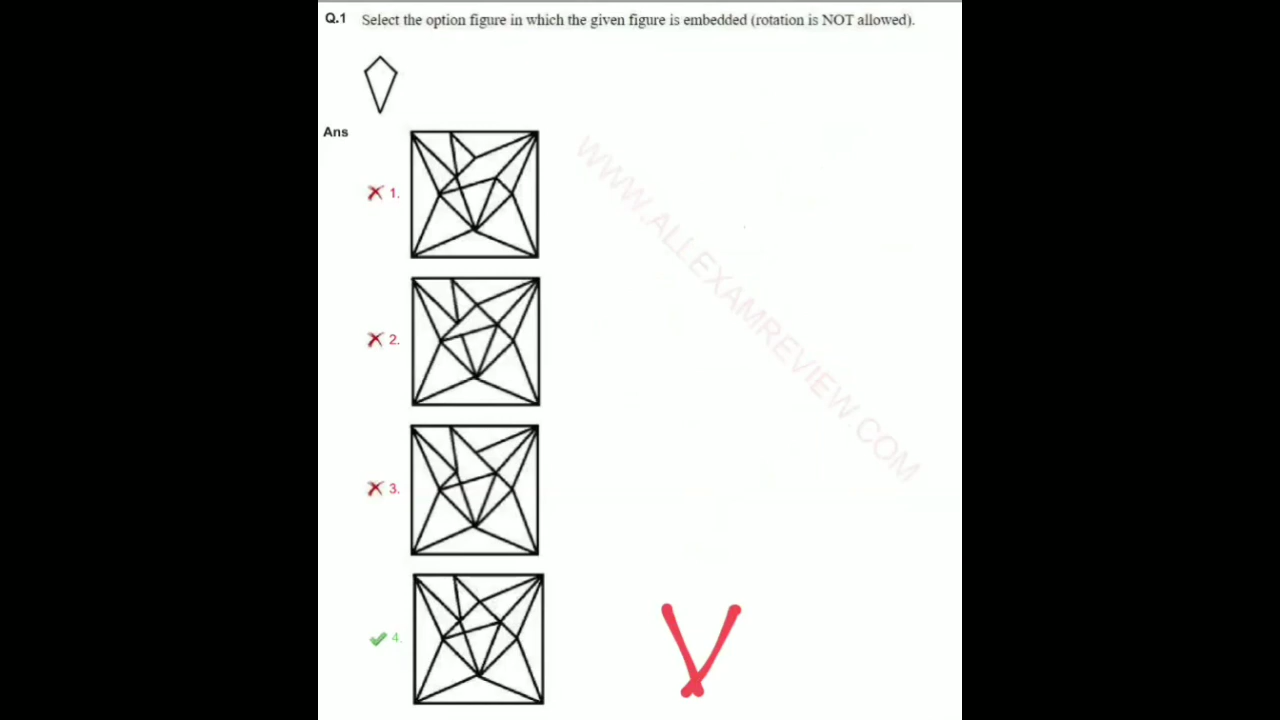 Q.1 Select the option figure in which the given figure is embedded (rotation is NOT allowed).
Ans
1.
2.
3.
4.
WWW.ALLEXAMREVIEW.COM